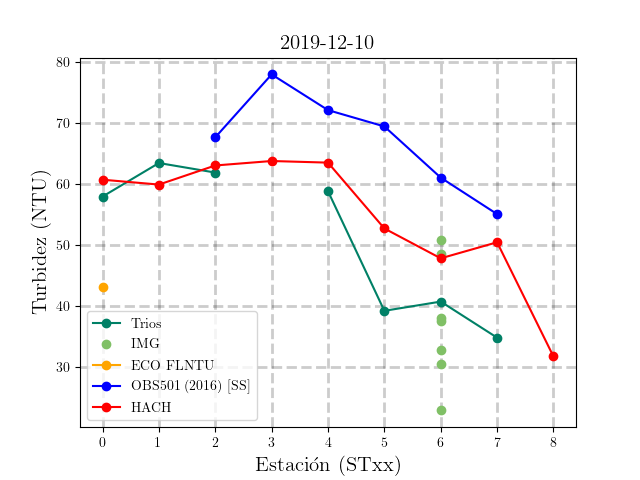 2019-12-10
80
70
60
50
40
30
Turbidez (NTU)
Trios
IMG
ECO FLNTU
OBS501 (2016) [SS]
HACH
0 1 2 3 4 5 6 7 8
Estación (STxx)